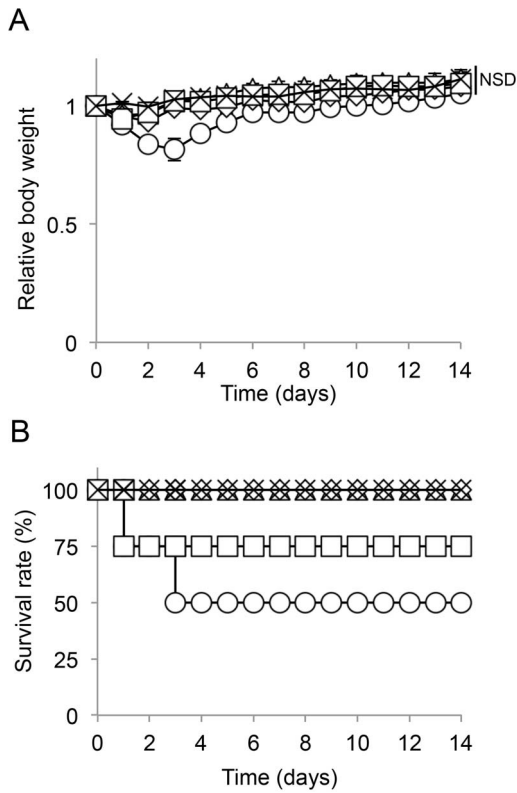 A
Relative body weight
1
0.5
0
NSD
0 2 4 6 8 10 12 14
Time (days)
B
Survival rate (%)
100
75
50
25
0
0 2 4 6 8 10 12 14
Time (days)